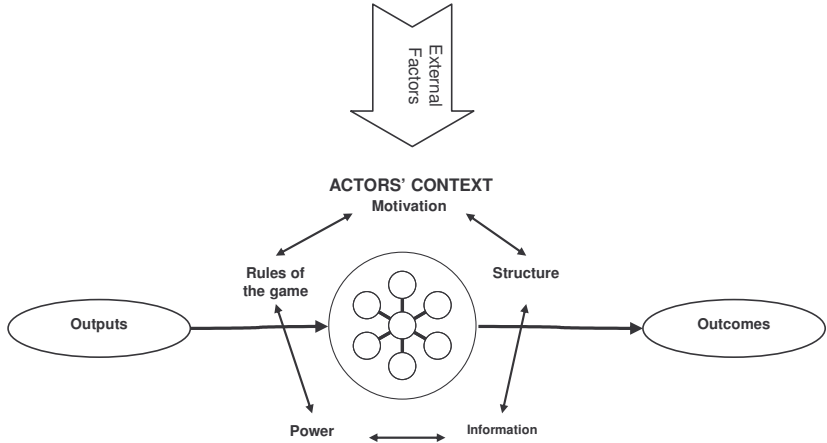 External
Factors
ACTORS’ CONTEXT
Motivation
Rules of
the game
Structure
Outputs
Outcomes
Power
Information